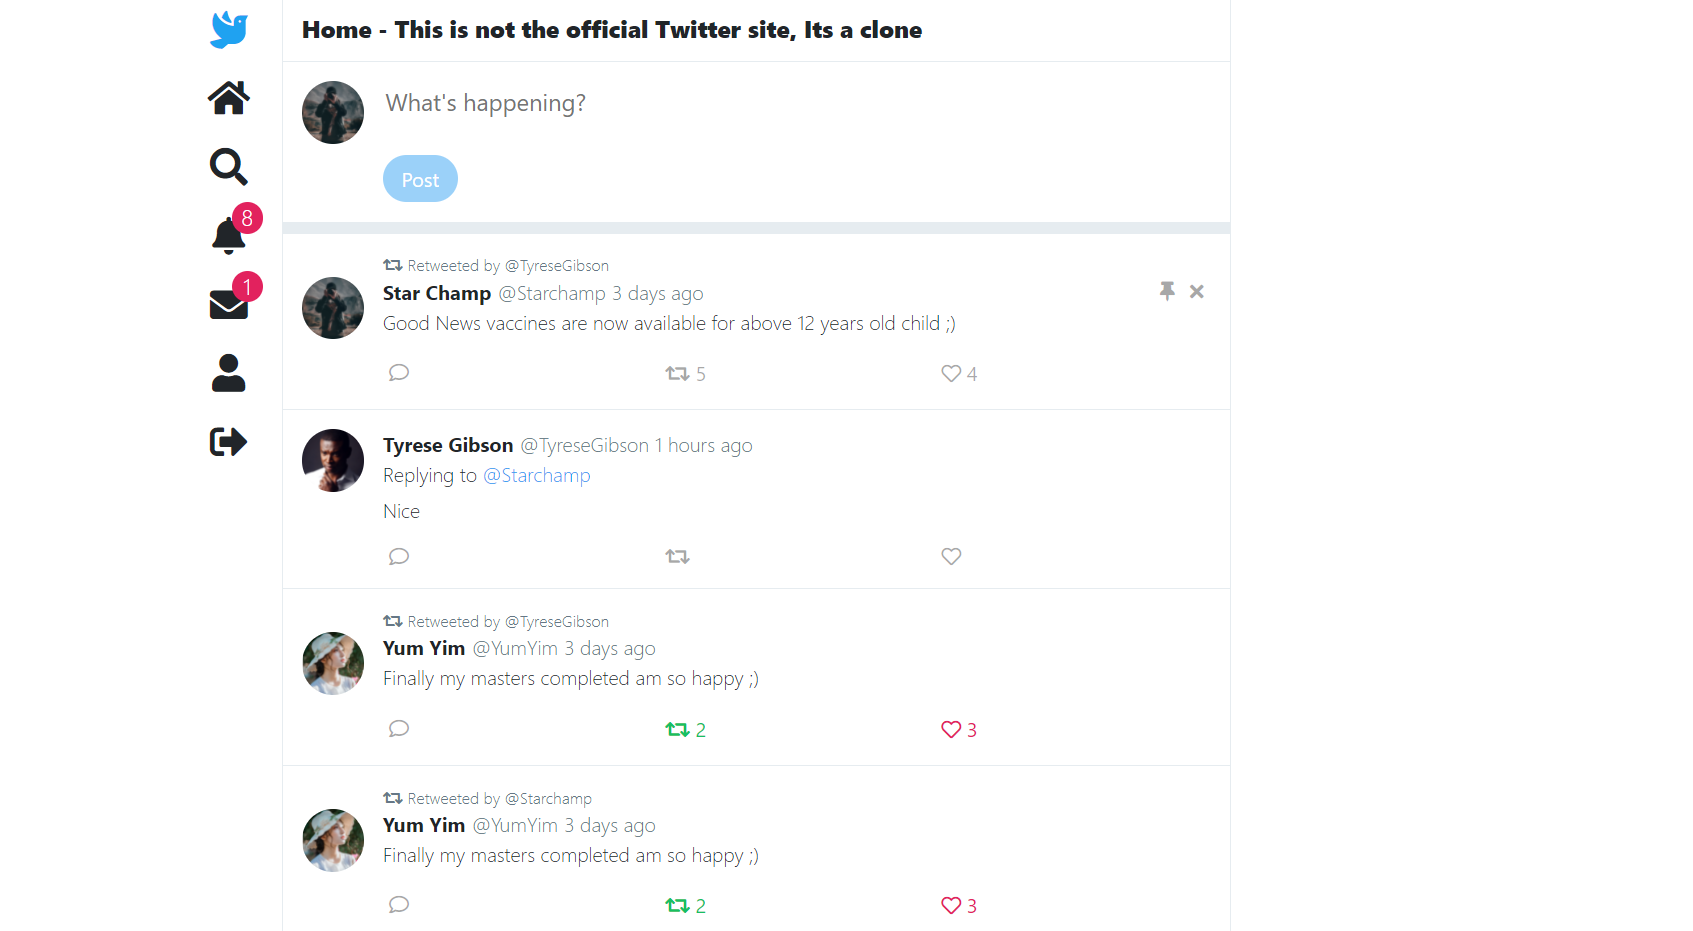 Home - This is not the official Twitter site, Its a clone
What's happening?
Post
8
1
Retweeted by @TyreseGibson
Star Champ @Starchamp 3 days ago
Good News vaccines are now available for above 12 years old child ;)
5 4
Tyrese Gibson @TyreseGibson 1 hours ago
Replying to @Starchamp
Nice
Retweeted by @TyreseGibson
Yum Yim @YumYim 3 days ago
Finally my masters completed am so happy ;)
2 3
Retweeted by @Starchamp
Yum Yim @YumYim 3 days ago
Finally my masters completed am so happy ;)
2 3